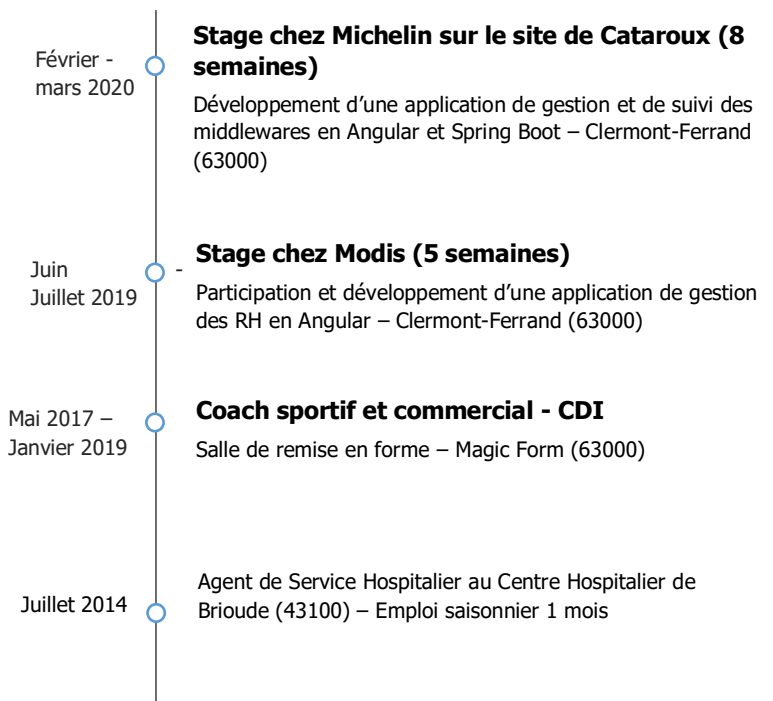 Février -
mars 2020
Stage chez Michelin sur le site de Cataroux (8
semaines)
Développement d’une application de gestion et de suivi des
middlewares en Angular et Spring Boot – Clermont-Ferrand
(63000)
Juin -
Juillet 2019
Stage chez Modis (5 semaines)
Participation et développement d’une application de gestion
des RH en Angular – Clermont-Ferrand (63000)
Mai 2017 –
Janvier 2019
Coach sportif et commercial - CDI
Salle de remise en forme – Magic Form (63000)
Juillet 2014
Agent de Service Hospitalier au Centre Hospitalier de
Brioude (43100) – Emploi saisonnier 1 mois